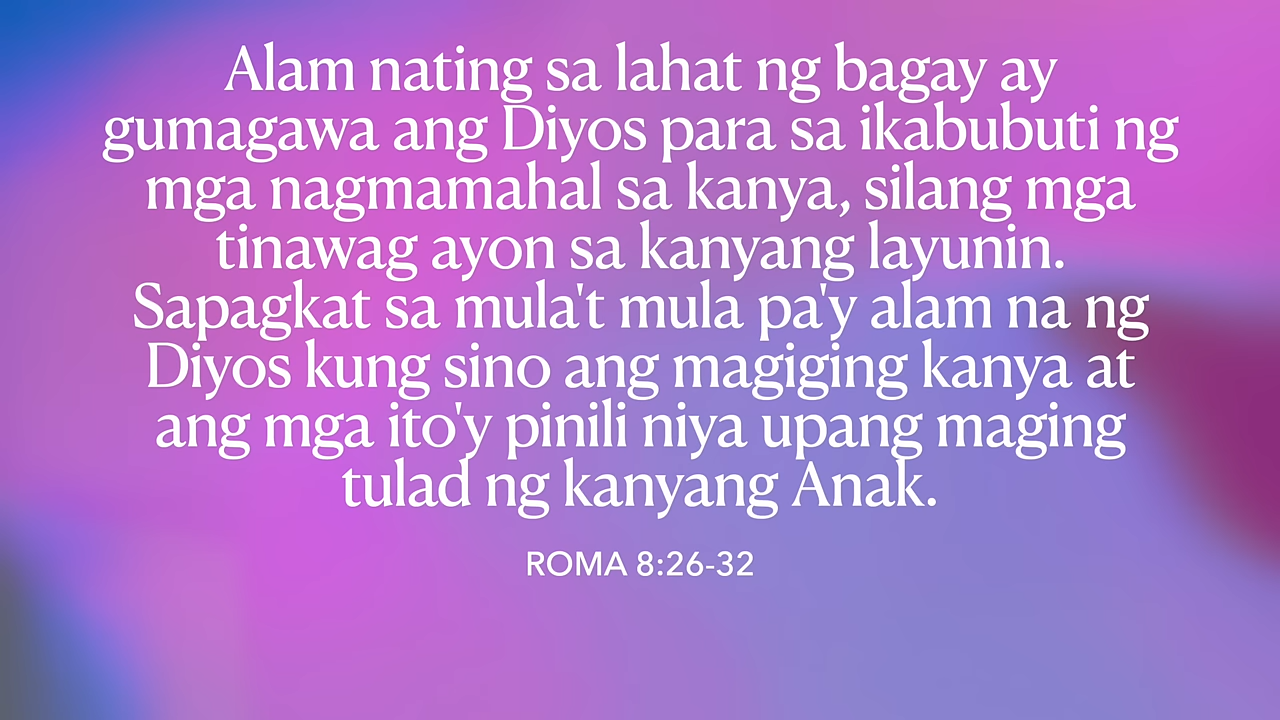 Alam nating sa lahat ng bagay ay
gumagawa ang Diyos para sa ikabubuti ng
mga nagmamahal sa kanya, silang mga
tinawag ayon sa kanyang layunin.
Sapagkat sa mula't mula pa'y alam na ng
Diyos kung sino ang magiging kanya at
ang mga ito'y pinili niya upang maging
tulad ng kanyang Anak.
ROMA 8:26-32